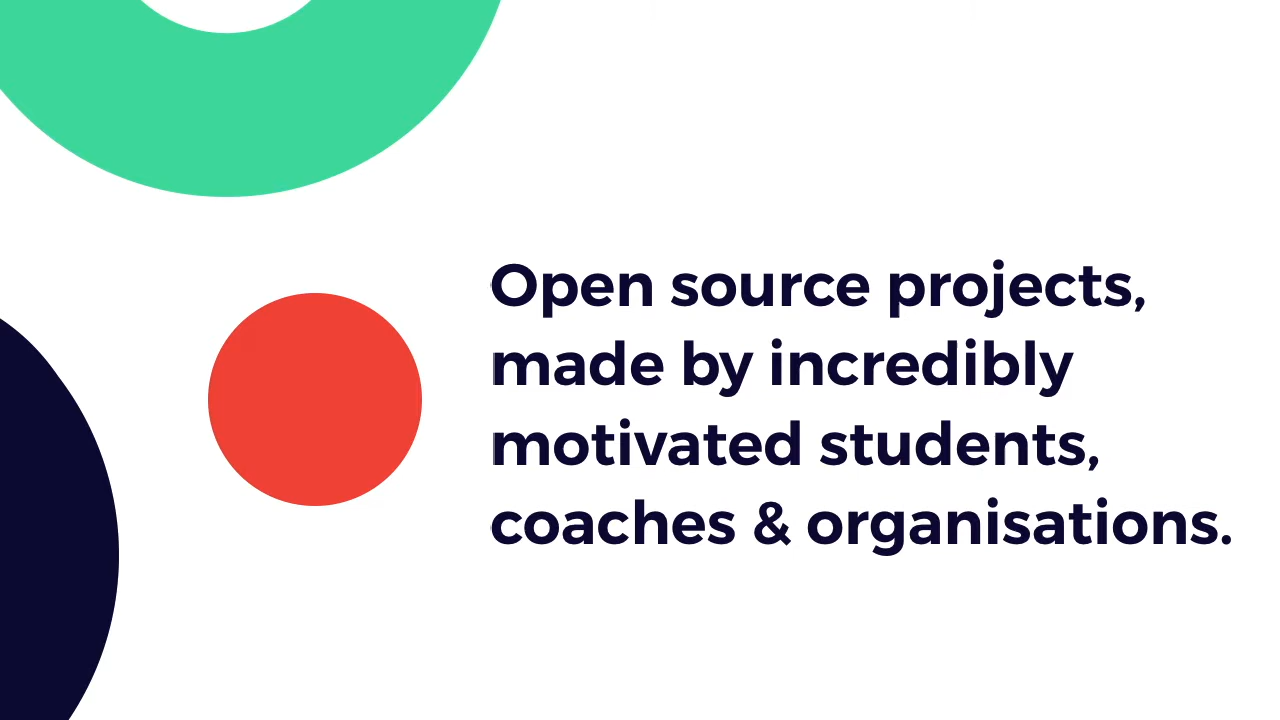 Open source projects,
made by incredibly
motivated students,
coaches & organisations.